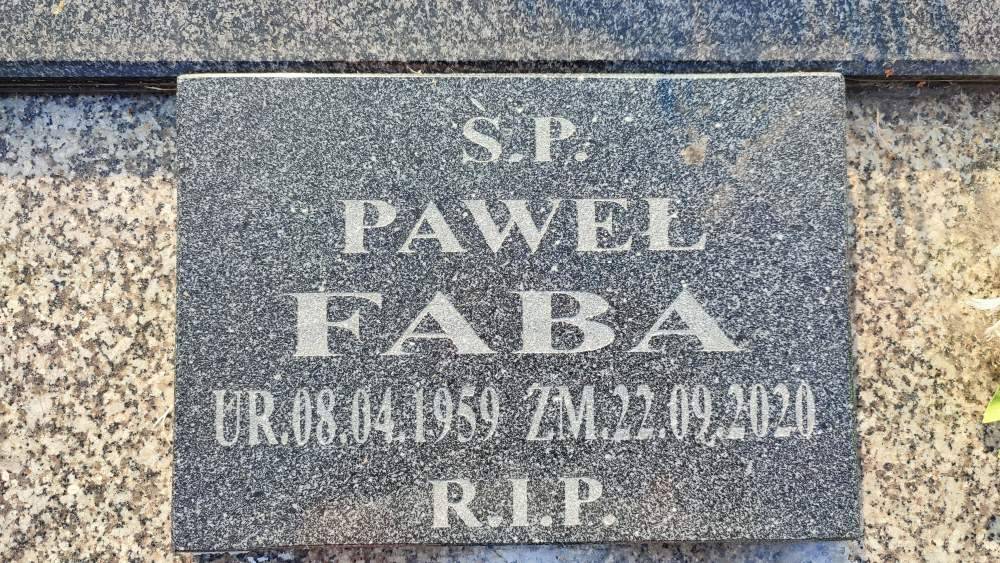 Ś.P.
PAWEŁ
FABA
UR.08.04.1959 ZM.22.09.2020
R.I.P.